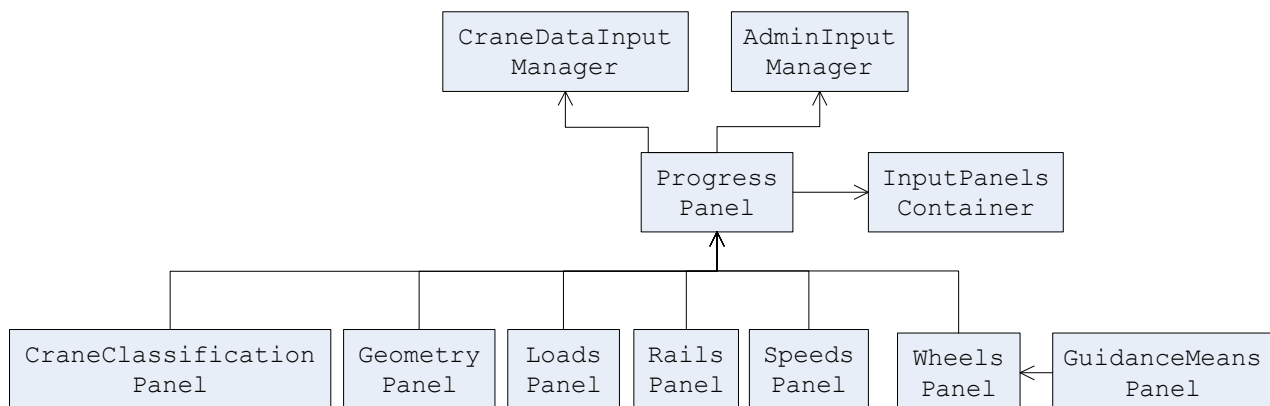 CraneDataInput
Manager
AdminInput
Manager
Progress
Panel
InputPanels
Container
CraneClassification
Panel
Geometry
Panel
Loads
Panel
Rails
Panel
Speeds
Panel
Wheels
Panel
GuidanceMeans
Panel